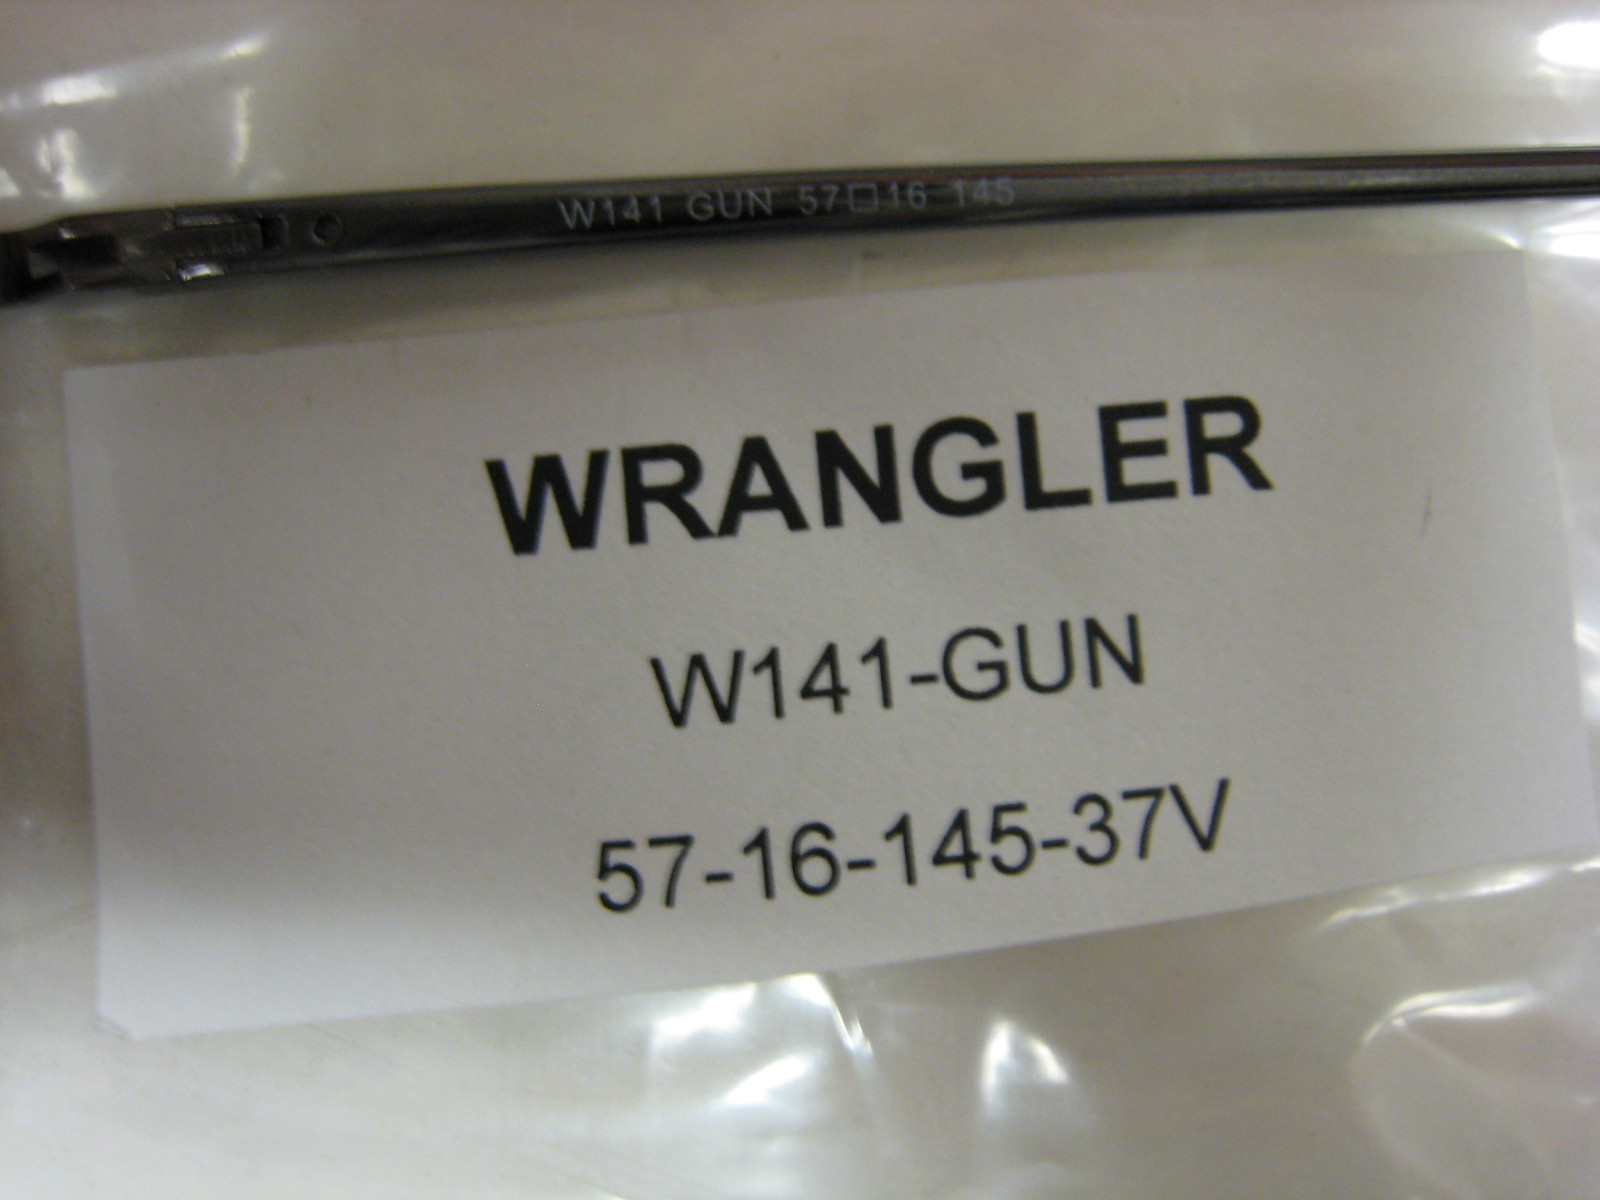 W141 GUN 57□16 145
WRANGLER
W141-GUN
57-16-145-37V